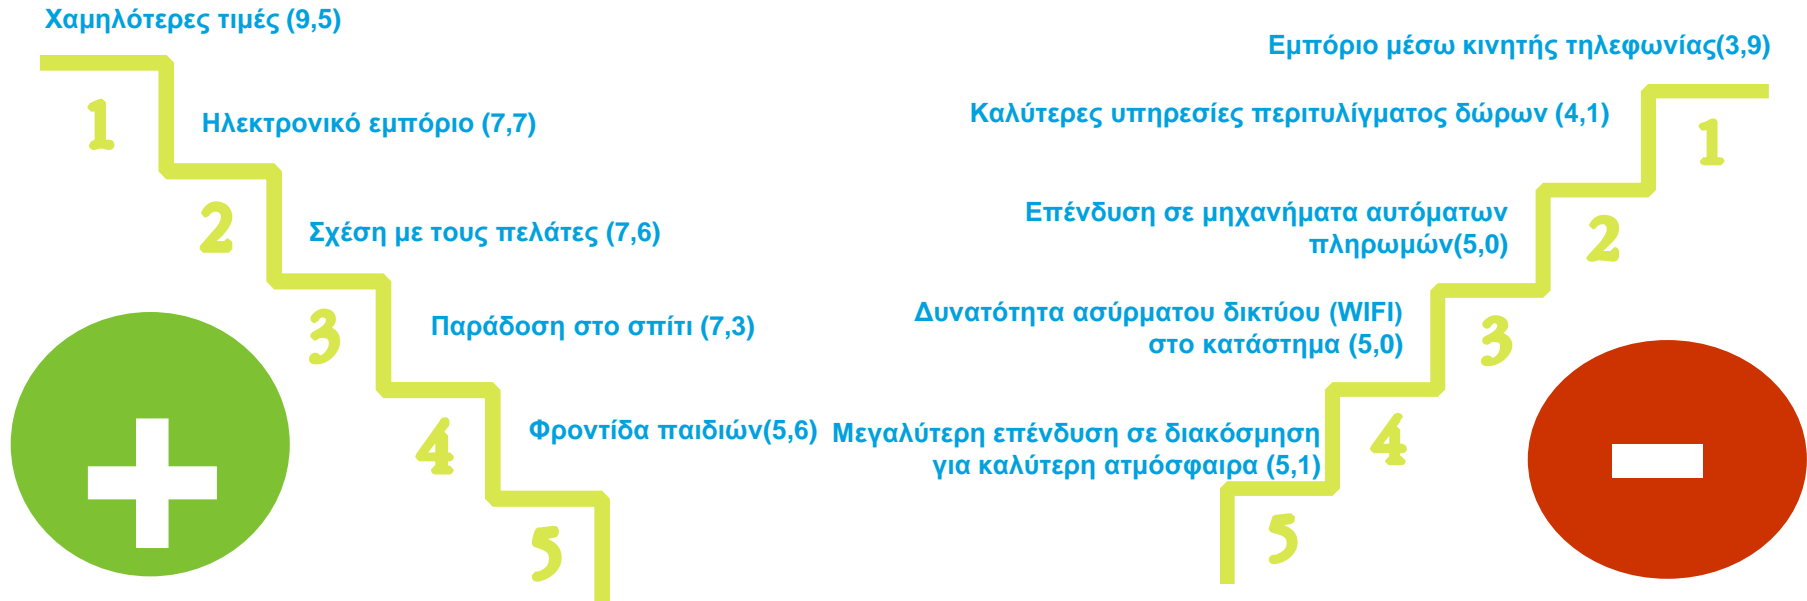 Χαμηλότερες τιμές (9,5)
1
Ηλεκτρονικό εμπόριο (7,7)
2
Σχέση με τους πελάτες (7,6)
3
Παράδοση στο σπίτι (7,3)
4
Φροντίδα παιδιών(5,6)
5
Εμπόριο μέσω κινητής τηλεφωνίας(3,9)
1
Καλύτερες υπηρεσίες περιτυλίγματος δώρων (4,1)
2
Επένδυση σε μηχανήματα αυτόματων
πληρωμών(5,0)
3
Δυνατότητα ασύρματου δικτύου (WIFI)
στο κατάστημα (5,0)
4
Μεγαλύτερη επένδυση σε διακόσμηση
για καλύτερη ατμόσφαιρα (5,1)
5